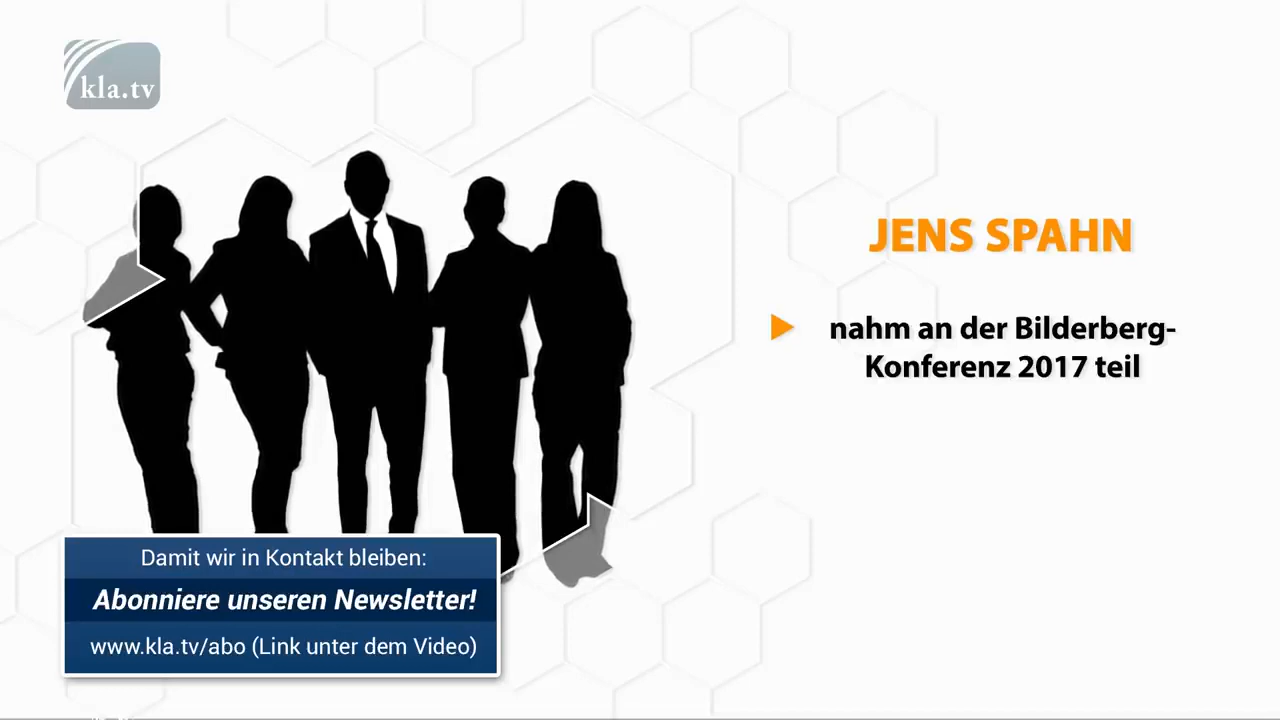 kla.tv
JENS SPAHN
nahm an der Bilderberg-
Konferenz 2017 teil
Damit wir in Kontakt bleiben:
Abonniere unseren Newsletter!
www.kla.tv/abo (Link unter dem Video)